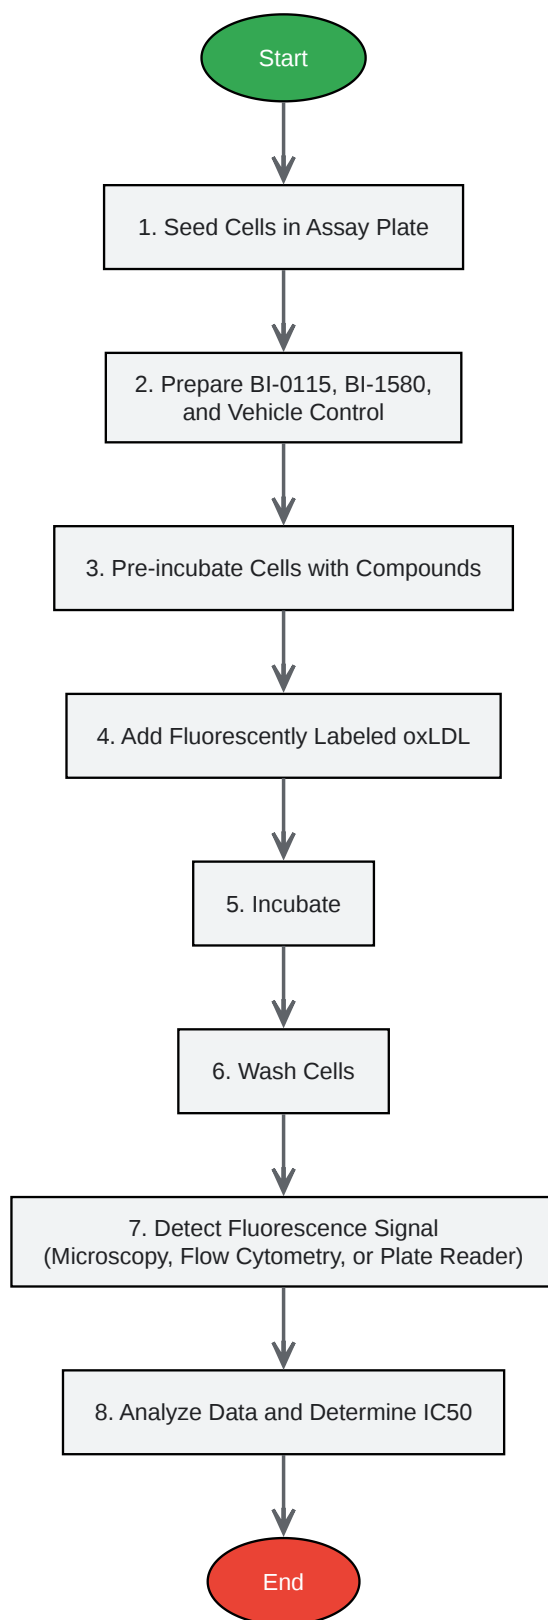 Start
1. Seed Cells in Assay Plate
2. Prepare BI-0115, BI-1580,
and Vehicle Control
3. Pre-incubate Cells with Compounds
4. Add Fluorescently Labeled oxLDL
5. Incubate
6. Wash Cells
7. Detect Fluorescence Signal
(Microscopy, Flow Cytometry, or Plate Reader)
8. Analyze Data and Determine IC50
End